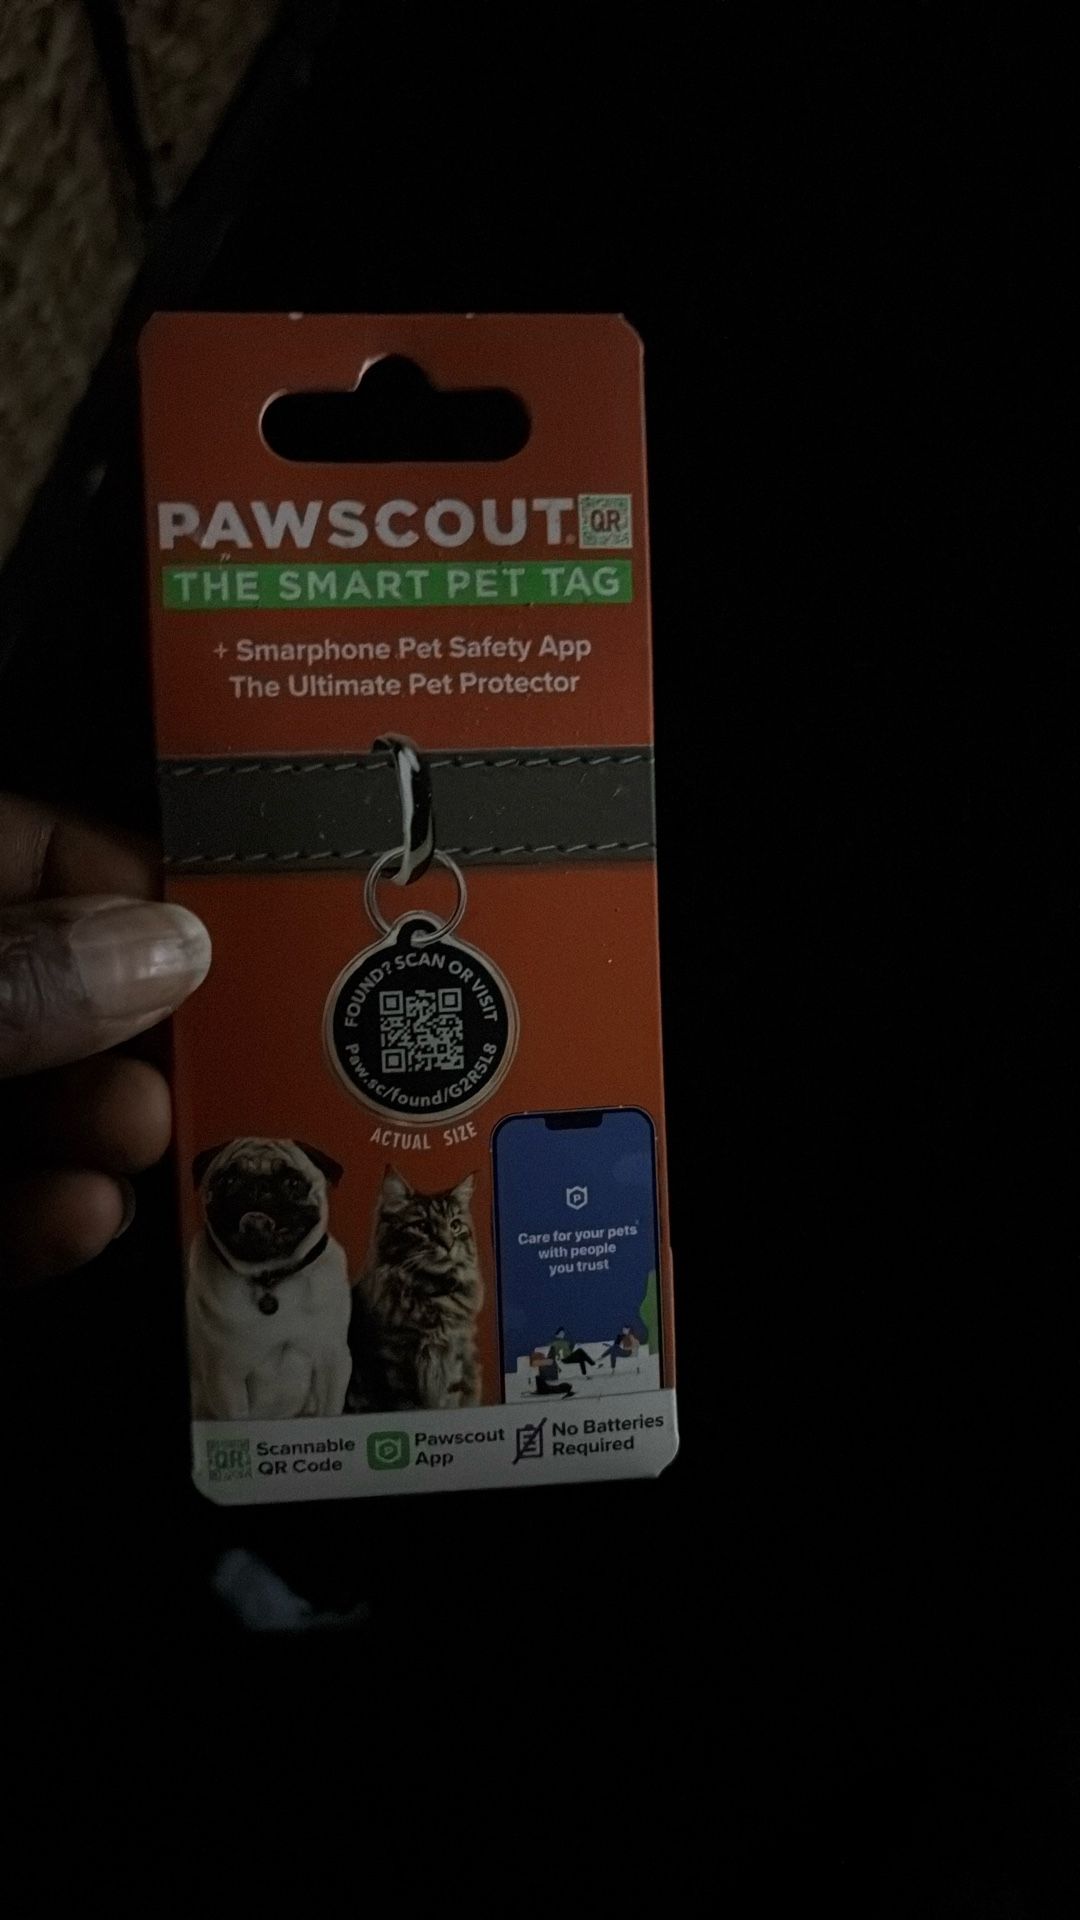 PAWSCOUT. QR
THE SMART PET TAG
+ Smarphone Pet Safety App
The Ultimate Pet Protector
FOUND? SCAN OR VISIT
Paw.sc/found/G2R5L8
ACTUAL SIZE
P
Care for your pets
with people
you trust
QR
Scannable
QR Code
P
Pawscout
App
No Batteries
Required